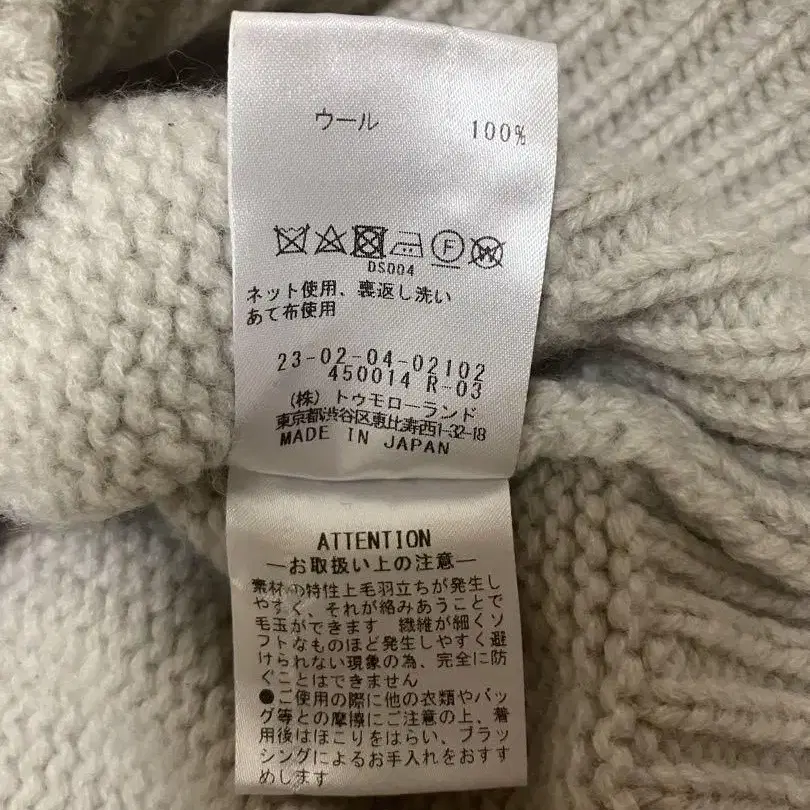 ウール 100%
F W
DS004
ネット使用、裏返し洗い
あて布使用
23-02-04-02102
450014 R-03
(株)トゥモローランド
東京都渋谷区恵比寿西1-32-18
MADE IN JAPAN
ATTENTION
—お取扱い上の注意—
素材の特性上毛羽立ちが発生し
やすく、それが絡みあうことで
毛玉ができます 繊維が細くソ
フトなものほど発生しやすく避
けられない現象の為、完全に防
ぐことはできません
●ご使用の際に他の衣類やバッ
グ等との摩擦にご注意の上、着
用後はほこりをはらい、ブラッ
シングによるお手入れをおすす
めします